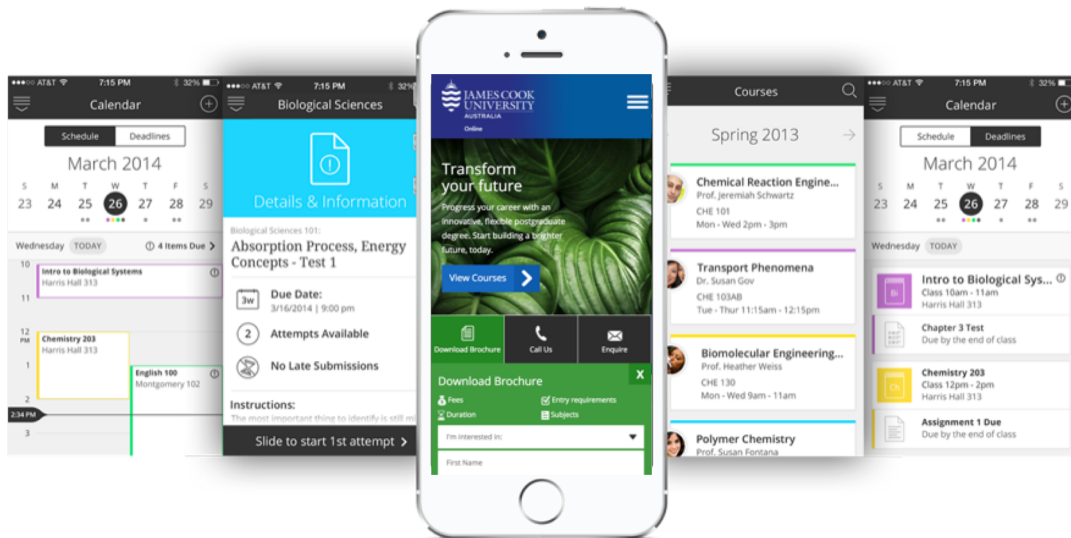 AT&T 7:15 PM 32%
Calendar
Schedule Deadlines
March 2014
S M T W T F S
23 24 25 26 27 28 29
Wednesday TODAY 4 Items Due
10
Intro to Biological Systems
Harris Hall 313
11
12
PM
Chemistry 203
Harris Hall 313
1
English 100
Montgomery 102
2
2:34 PM
3
AT&T 7:15 PM 32%
Biological Sciences
Details & Information
Biological Sciences 101:
Absorption Process, Energy
Concepts - Test 1
3w
Due Date:
3/16/2014 | 9:00 pm
2 Attempts Available
No Late Submissions
Instructions:
The most important thing to identify is still
Slide to start 1st attempt
JAMES COOK
UNIVERSITY
AUSTRALIA
Online
Transform
your future
Progress your career with an
innovative, flexible postgraduate
degree. Start building a brighter
future, today.
View Courses
Download Brochure Call Us Enquire
Download Brochure X
Fees Entry requirements
Duration Subjects
I'm interested in:
First Name
Courses
Spring 2013
Chemical Reaction Engine...
Prof. Jeremiah Schwartz
CHE 101
Mon - Wed 2pm - 3pm
Transport Phenomena
Dr. Susan Gov
CHE 103AB
Tue - Thur 11:15am - 12:15pm
Biomolecular Engineering...
Prof. Heather Weiss
CHE 130
Mon - Wed 9am - 11am
Polymer Chemistry
Prof. Susan Fontana
AT&T 7:15 PM 32%
Calendar
Schedule Deadlines
March 2014
S M T W T F S
23 24 25 26 27 28 29
Wednesday TODAY
Bi
Intro to Biological Sys...
Class 10am - 11am
Harris Hall 313
Chapter 3 Test
Due by the end of class
Ch
Chemistry 203
Class 12pm - 2pm
Harris Hall 313
Assignment 1 Due
Due by the end of class